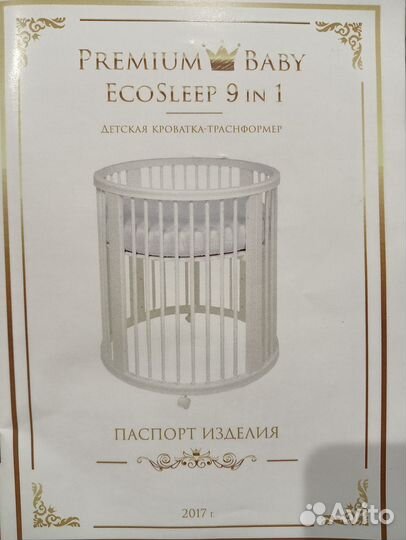 Premium Baby
EcoSleep 9 in 1
Детская кроватка-траснформер
Паспорт изделия
2017 г.
Avito